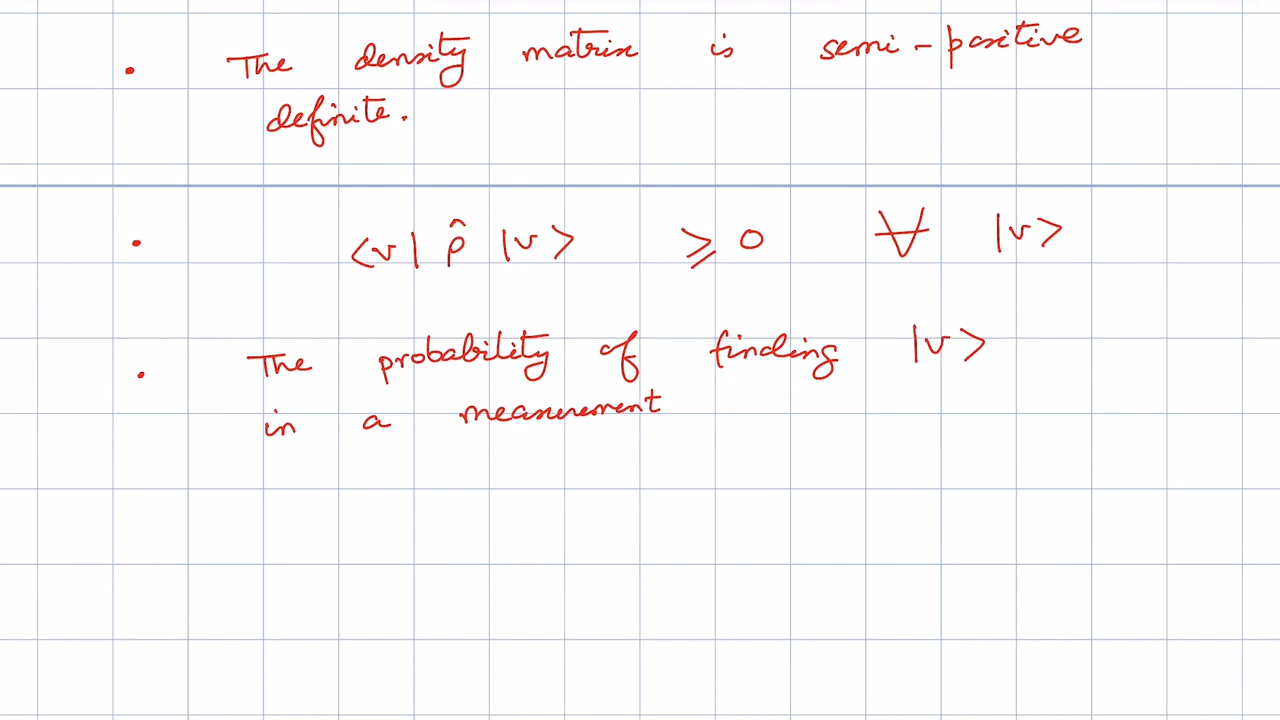 • The density matrix is semi-positive
definite.
• <v| ρ̂ |v> ⩾ 0 ∀ |v>
• The probability of finding |v>
in a measurement